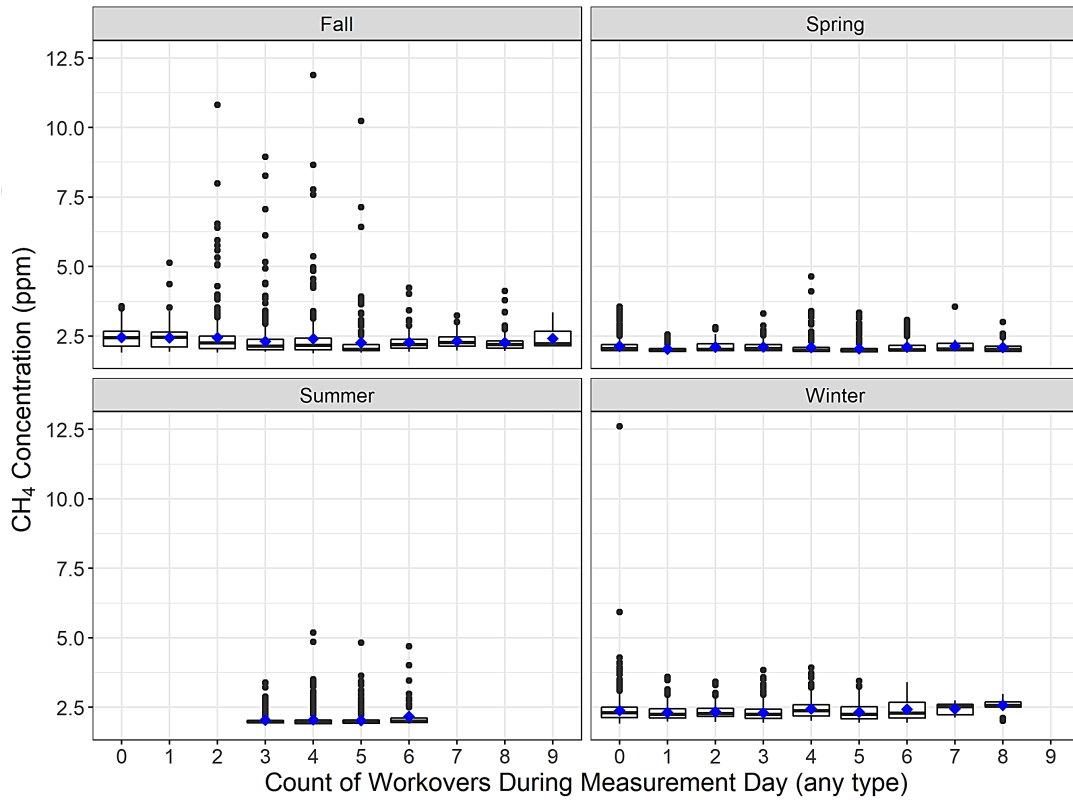 Fall Spring
12.5
10.0
7.5
5.0
2.5
Summer Winter
12.5
10.0
7.5
5.0
2.5
0 1 2 3 4 5 6 7 8 9 0 1 2 3 4 5 6 7 8 9
Count of Workovers During Measurement Day (any type)
CH₄ Concentration (ppm)